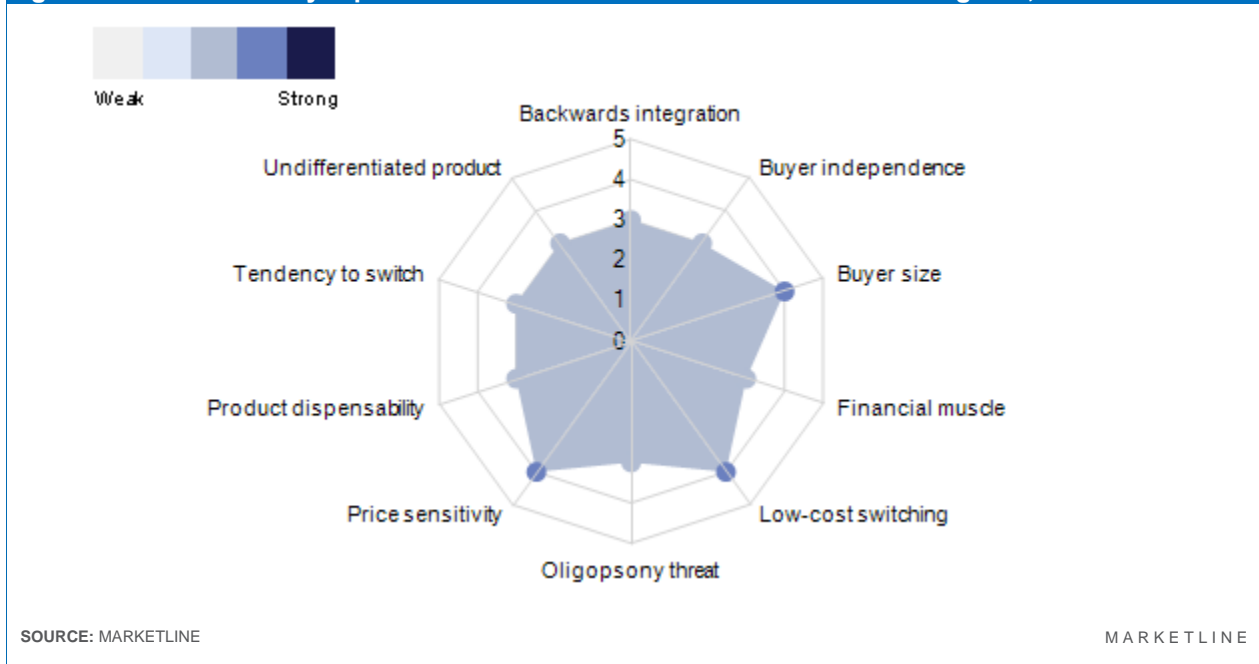 Weak
Strong
Backwards integration
5
Undifferentiated product
4
Buyer independence
3
2
Tendency to switch
Buyer size
1
0
Product dispensability
Financial muscle
Price sensitivity
Low-cost switching
Oligopsony threat
SOURCE: MARKETLINE
MARKETLINE